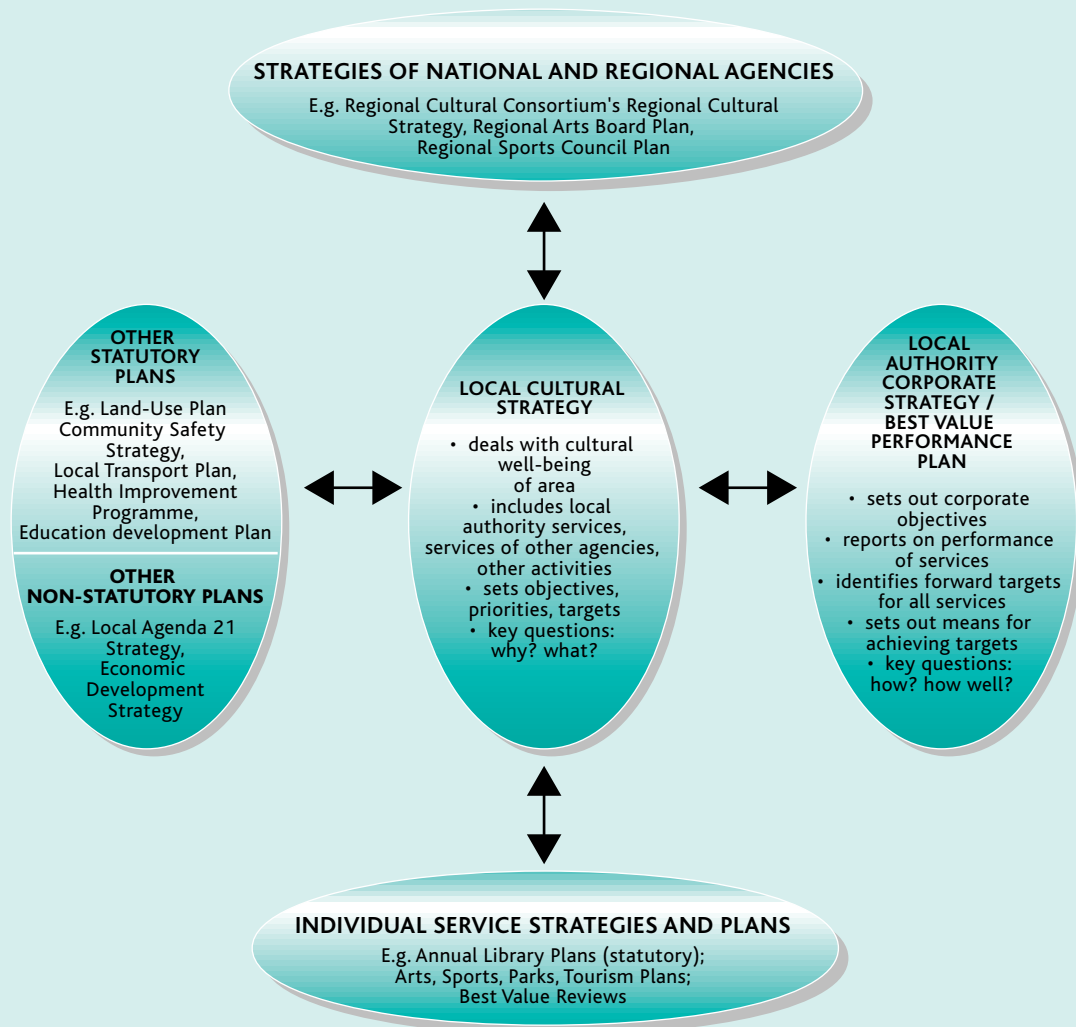 STRATEGIES OF NATIONAL AND REGIONAL AGENCIES
E.g. Regional Cultural Consortium's Regional Cultural
Strategy, Regional Arts Board Plan,
Regional Sports Council Plan
OTHER
STATUTORY
PLANS
E.g. Land-Use Plan
Community Safety
Strategy,
Local Transport Plan,
Health Improvement
Programme,
Education development Plan
OTHER
NON-STATUTORY PLANS
E.g. Local Agenda 21
Strategy,
Economic
Development
Strategy
LOCAL CULTURAL
STRATEGY
• deals with cultural
well-being
of area
• includes local
authority services,
services of other agencies,
other activities
• sets objectives,
priorities, targets
• key questions:
why? what?
LOCAL
AUTHORITY
CORPORATE
STRATEGY /
BEST VALUE
PERFORMANCE
PLAN
• sets out corporate
objectives
• reports on performance
of services
• identifies forward targets
for all services
• sets out means for
achieving targets
• key questions:
how? how well?
INDIVIDUAL SERVICE STRATEGIES AND PLANS
E.g. Annual Library Plans (statutory);
Arts, Sports, Parks, Tourism Plans;
Best Value Reviews